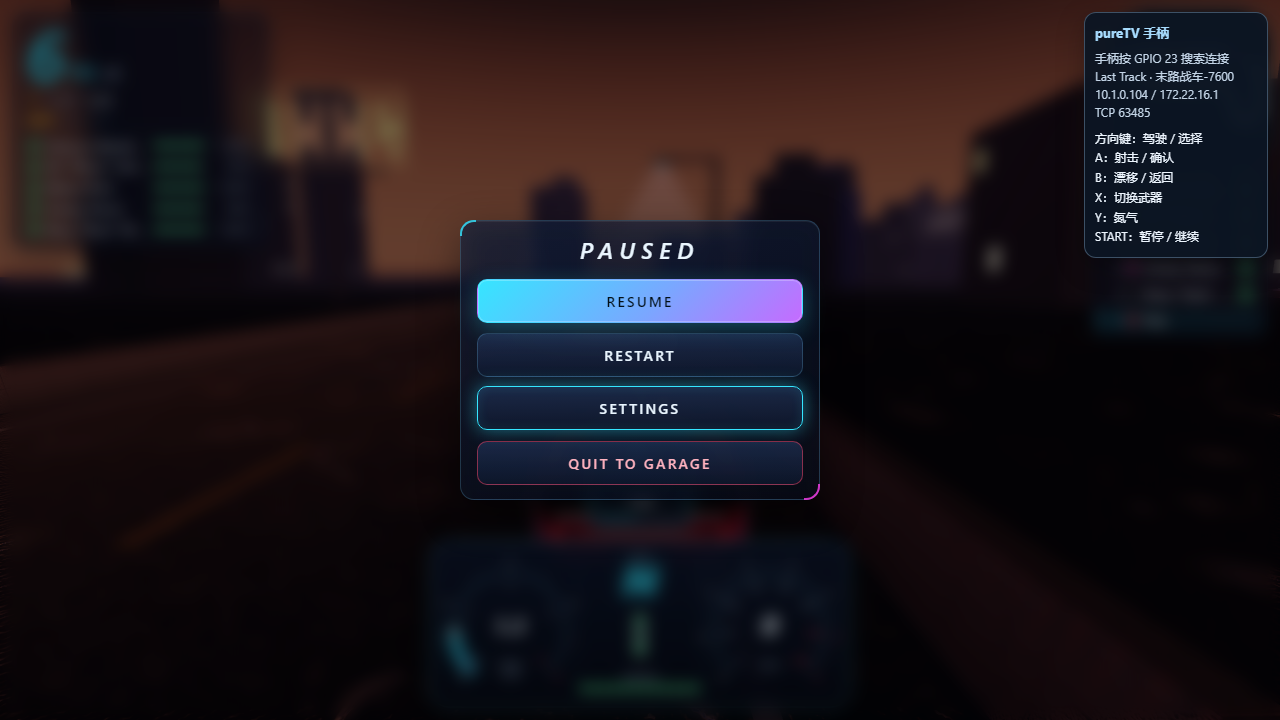 PAUSED
RESUME
RESTART
SETTINGS
QUIT TO GARAGE
pureTV 手柄
手柄按 GPIO 23 搜索连接
Last Track · 末路战车-7600
10.1.0.104 / 172.22.16.1
TCP 63485
方向键：驾驶 / 选择
A：射击 / 确认
B：漂移 / 返回
X：切换武器
Y：氮气
START：暂停 / 继续